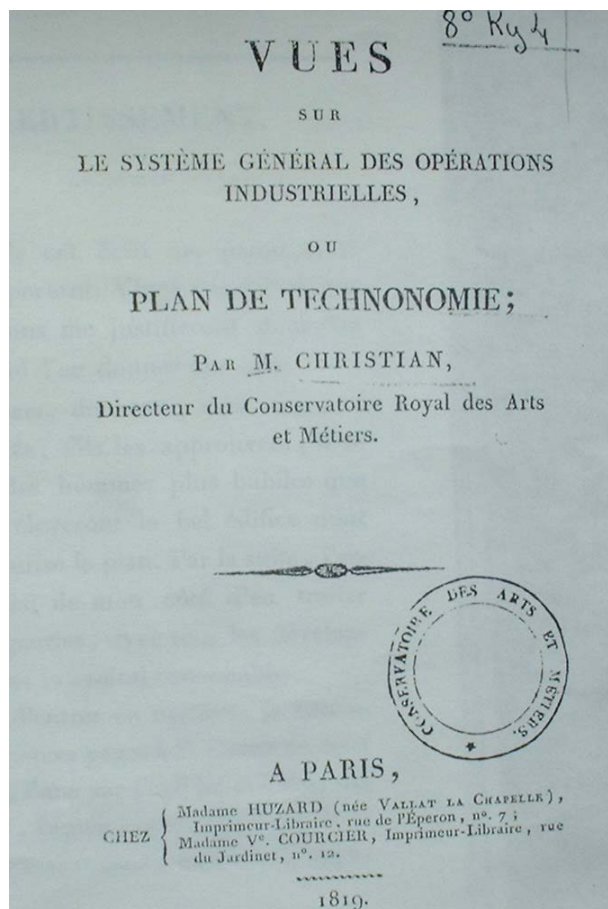 8° Ky 4
VUES
SUR
LE SYSTÈME GÉNÉRAL DES OPÉRATIONS
INDUSTRIELLES,
OU
PLAN DE TECHNONOMIE;
PAR M. CHRISTIAN,
Directeur du Conservatoire Royal des Arts
et Métiers.
CONSERVATOIRE DES ARTS ET MÉTIERS.
A PARIS,
CHEZ
Madame HUZARD (née VALLAT LA CHAPELLE),
Imprimeur-Libraire, rue de l'Éperon, n°. 7;
Madame Ve. COURCIER, Imprimeur-Libraire, rue
du Jardinet, n°. 12.
1819.